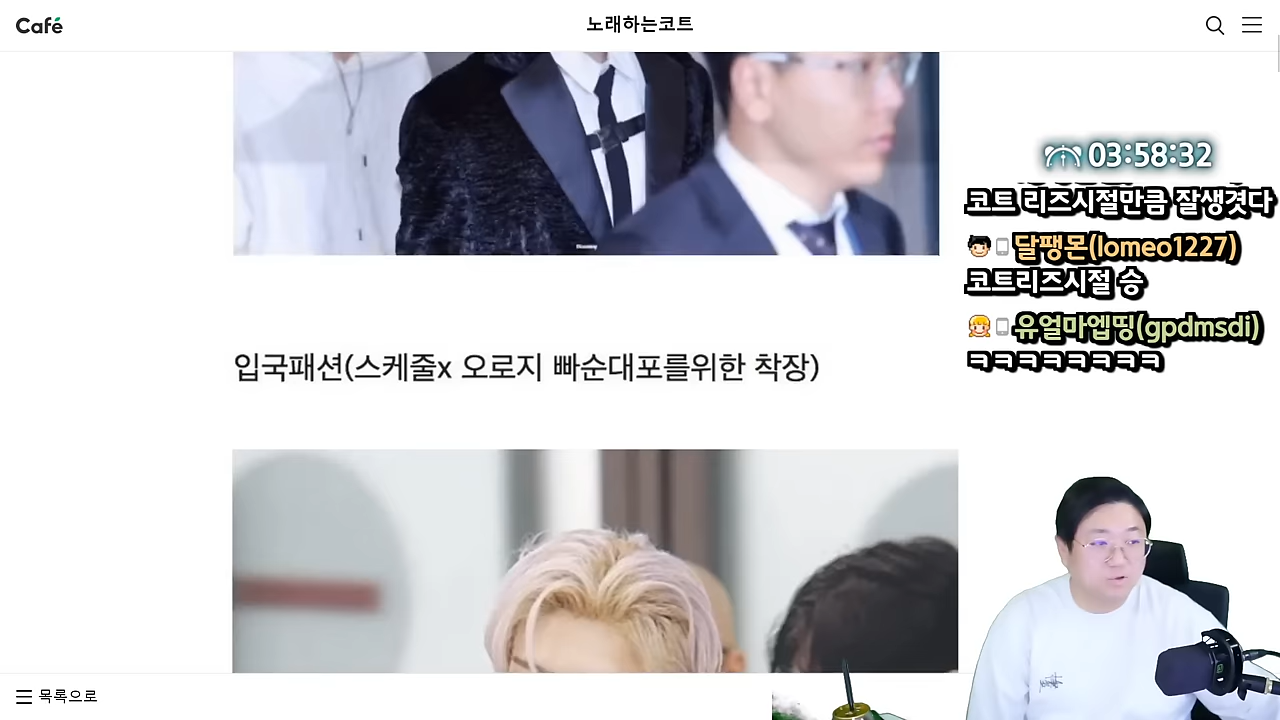 Café
노래하는코트
03:58:32
코트 리즈시절만큼 잘생겻다
달팽몬(lomeo1227)
코트리즈시절 승
유얼마엡띵(gpdmsdi)
ㅋㅋㅋㅋㅋㅋㅋㅋ
입국패션(스케줄x 오로지 빠순대포를위한 착장)
목록으로